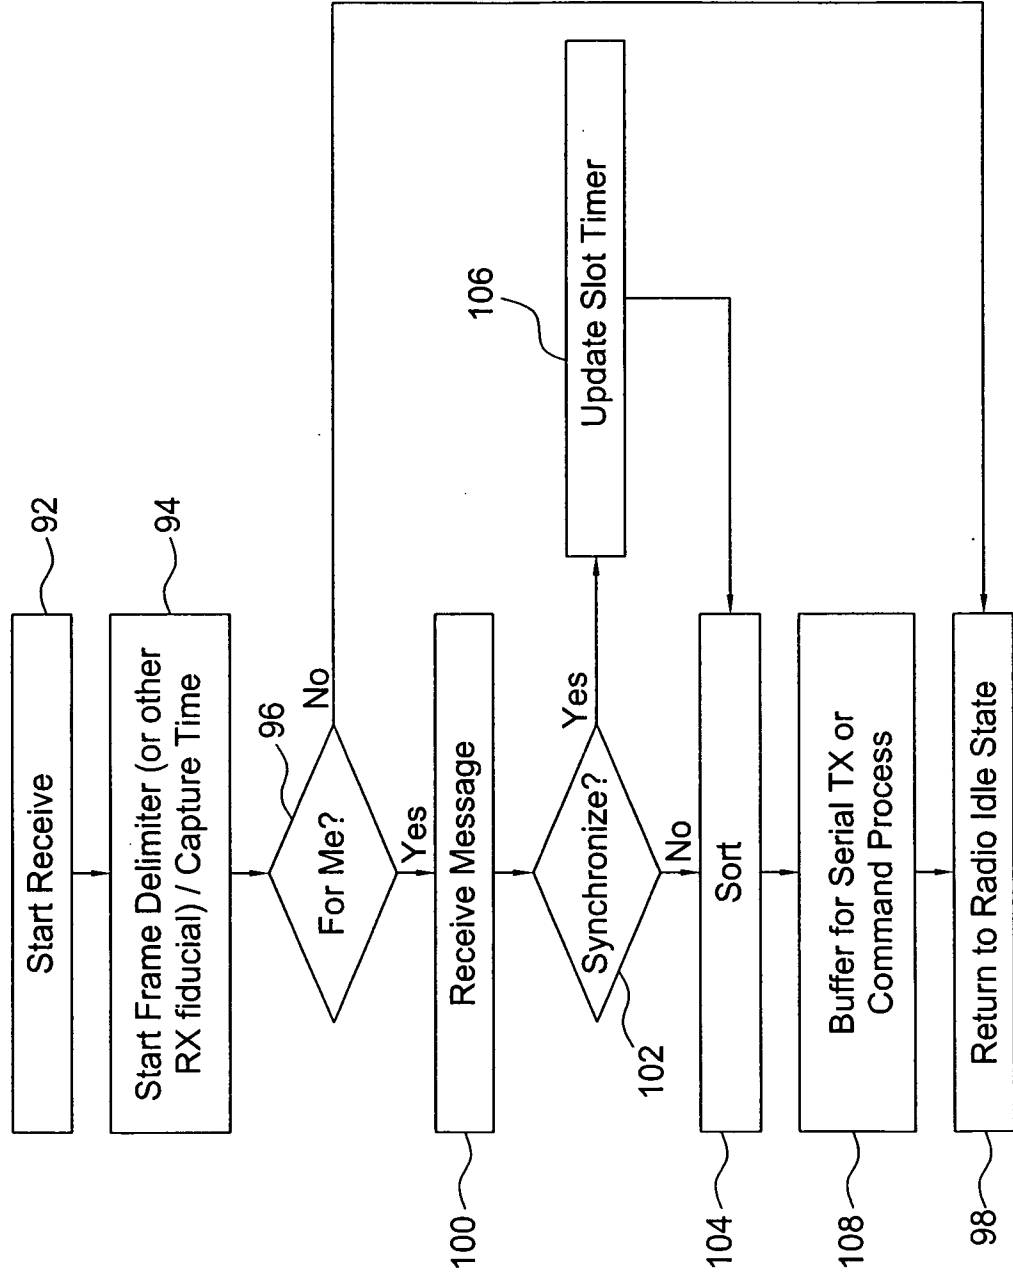 Start Receive
92
Start Frame Delimiter (or other
RX fiducial) / Capture Time
94
For Me?
96
No
Yes
Receive Message
100
Synchronize?
102
Yes
No
Update Slot Timer
106
Sort
104
Buffer for Serial TX or
Command Process
108
Return to Radio Idle State
98